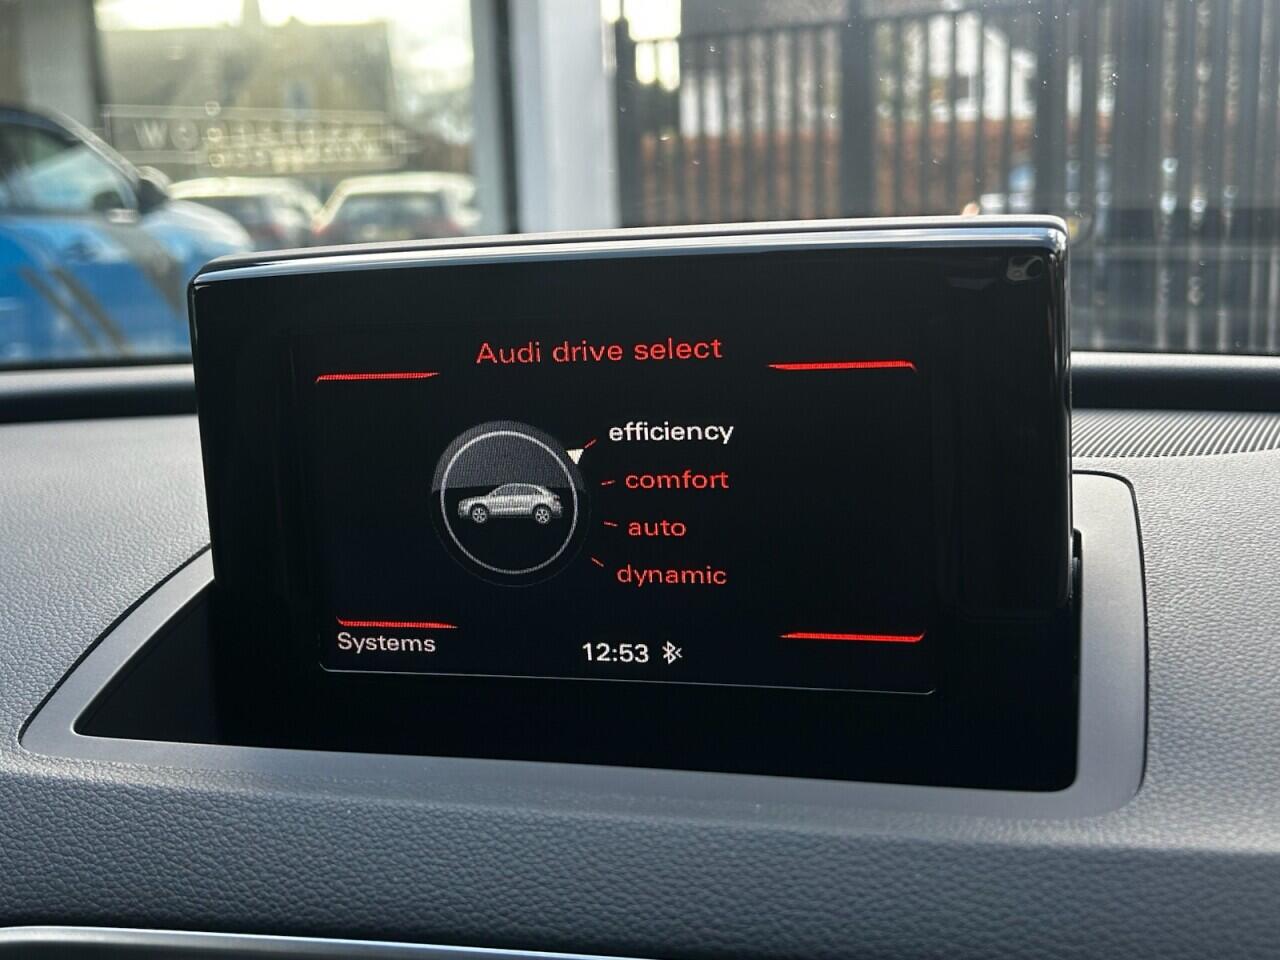 Audi drive select
efficiency
comfort
auto
dynamic
Systems
12:53